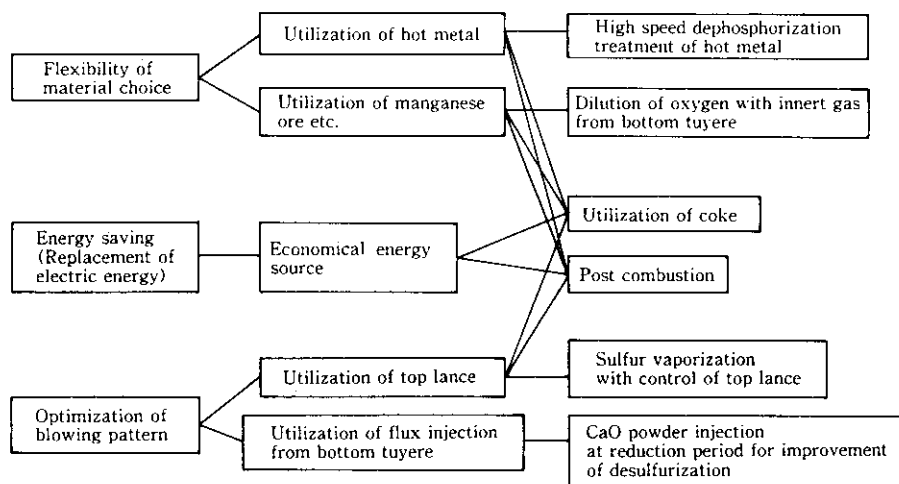 Flexibility of
material choice
Utilization of hot metal
Utilization of manganese
ore etc.
High speed dephosphorization
treatment of hot metal
Dilution of oxygen with innert gas
from bottom tuyere
Energy saving
(Replacement of
electric energy)
Economical energy
source
Utilization of coke
Post combustion
Optimization of
blowing pattern
Utilization of top lance
Utilization of flux injection
from bottom tuyere
Sulfur vaporization
with control of top lance
CaO powder injection
at reduction period for improvement
of desulfurization